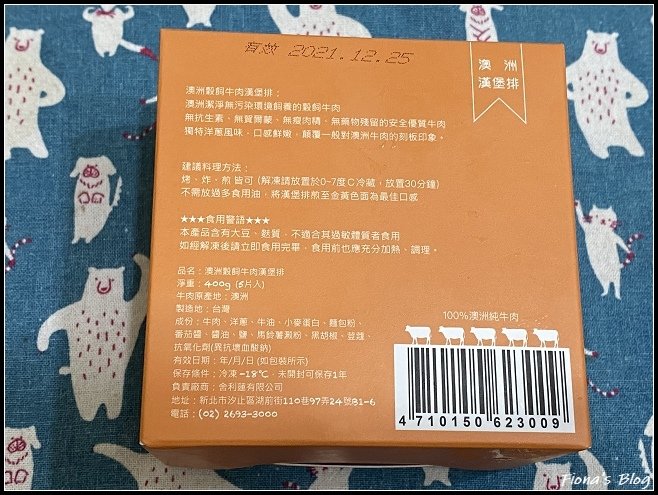 有效 2021.12.25
澳洲
漢堡排
澳洲穀飼牛肉漢堡排：
澳洲潔淨無污染環境飼養的穀飼牛肉
無抗生素、無賀爾蒙、無瘦肉精、無藥物殘留的安全優質牛肉
獨特洋蔥風味，口感鮮嫩，顛覆一般對澳洲牛肉的刻板印象。
建議料理方法：
烤、炸、煎 皆可 (解凍請放置於0~7度C冷藏，放置30分鐘)
不需放過多食用油，將漢堡排煎至金黃色面為最佳口感
★★★食用警語★★★
本產品含有大豆、麩質，不適合其過敏體質者食用
如經解凍後請立即食用完畢，食用前也應充分加熱、調理。
品名：澳洲穀飼牛肉漢堡排
淨重：400g (5片入)
牛肉原產地：澳洲
製造地：台灣
成份：牛肉、洋蔥、牛油、小麥蛋白、麵包粉、
番茄醬、醬油、鹽、馬鈴薯澱粉、黑胡椒、荳蔻、
抗氧化劑(異抗壞血酸鈉)
有效日期：年/月/日 (如包裝所示)
保存條件：冷凍-18℃，未開封可保存1年
負責廠商：舍利蓮有限公司
地址：新北市汐止區湖前街110巷97弄24號81-6
電話：(02) 2693-3000
100%澳洲純牛肉
4 710150 623009
Fiona's Blog